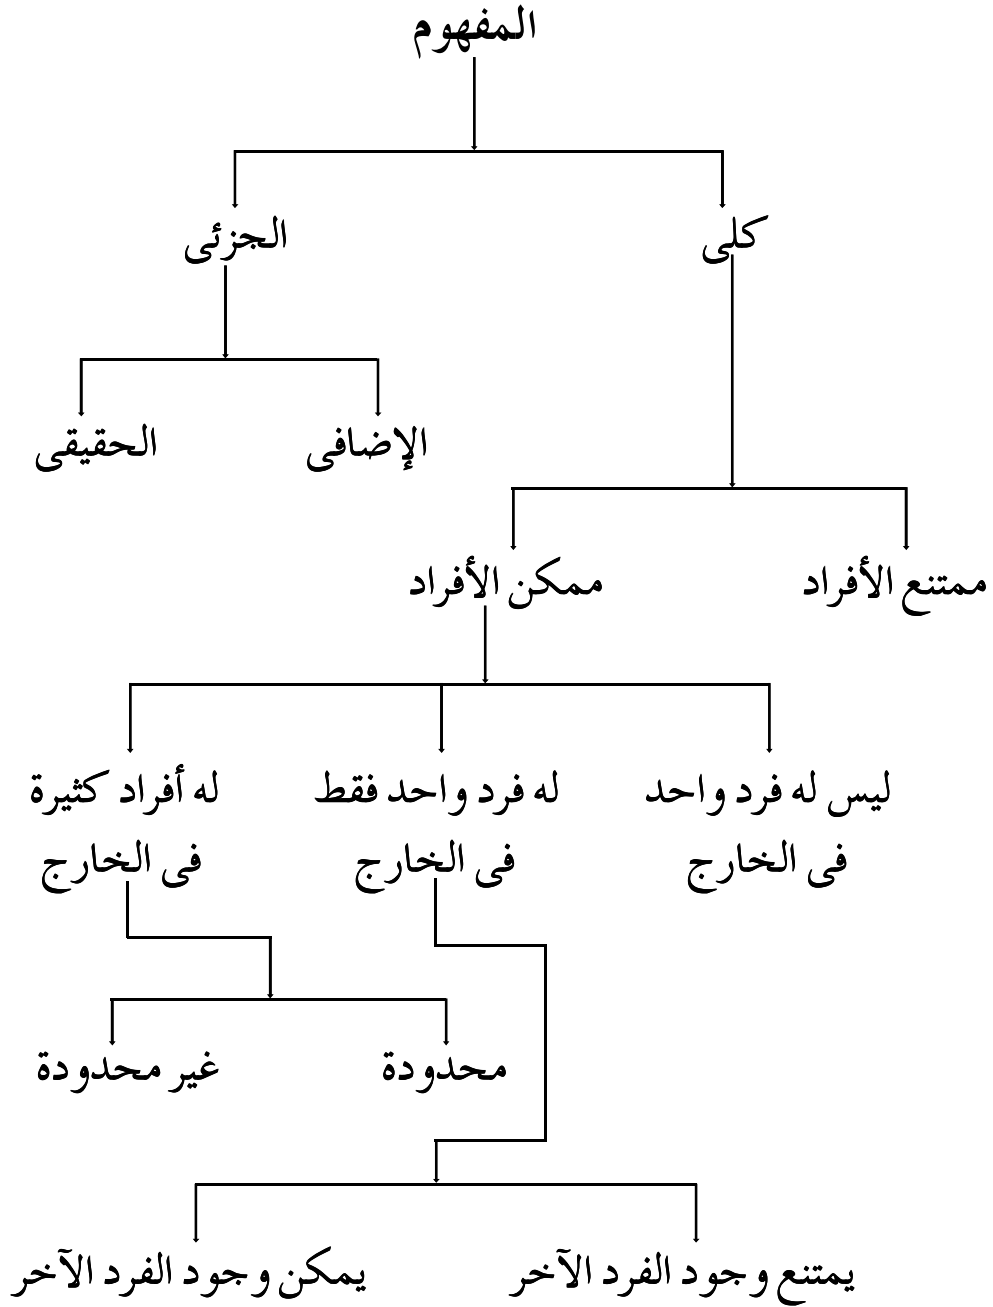 المفهوم
كلى
الجزئى
الإضافى
الحقيقى
ممتنع الأفراد
ممكن الأفراد
ليس له فرد واحد
فى الخارج
له فرد واحد فقط
فى الخارج
له أفراد كثيرة
فى الخارج
محدودة
غير محدودة
يمتنع وجود الفرد الآخر
يمكن وجود الفرد الآخر